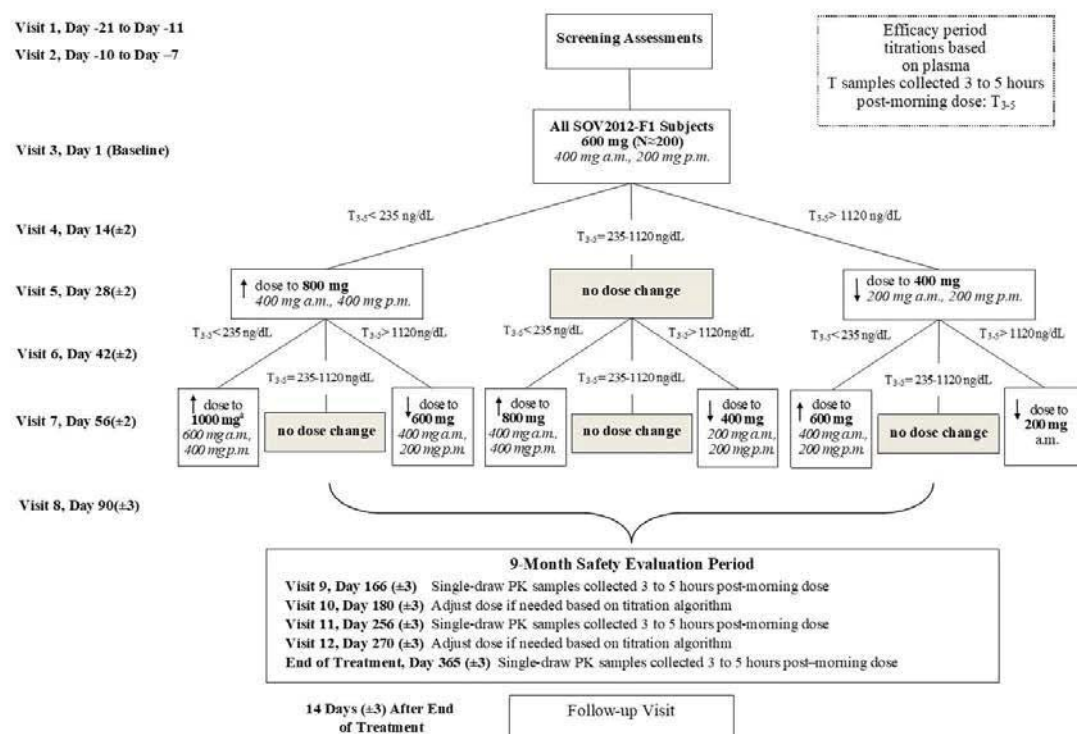 Visit 1, Day -21 to Day -11
Visit 2, Day -10 to Day –7
Screening Assessments
Efficacy period
titrations based
on plasma
T samples collected 3 to 5 hours
post-morning dose: T3-5
Visit 3, Day 1 (Baseline)
All SOV2012-F1 Subjects
600 mg (N≈200)
400 mg a.m., 200 mg p.m.
Visit 4, Day 14(±2)
T3-5< 235 ng/dL
T3-5= 235-1120 ng/dL
T3-5> 1120 ng/dL
Visit 5, Day 28(±2)
↑ dose to 800 mg
400 mg a.m., 400 mg p.m.
no dose change
↓ dose to 400 mg
200 mg a.m., 200 mg p.m.
Visit 6, Day 42(±2)
T3-5<235 ng/dL
T3-5>1120 ng/dL
T3-5<235 ng/dL
T3-5>1120ng/dL
T3-5<235 ng/dL
T3-5>1120ng/dL
T3-5=235-1120 ng/dL
T3-5=235-1120ng/dL
T3-5=235-1120ng/dL
Visit 7, Day 56(±2)
↑ dose to
1000 mga
600 mg a.m.,
400 mg p.m.
no dose change
↓ dose to
600 mg
400 mg a.m.,
200 mg p.m.
↑ dose to
800 mg
400 mg a.m.,
400 mg p.m.
no dose change
↓ dose to
400 mg
200 mg a.m.,
200 mg p.m.
↑ dose to
600 mg
400 mg a.m.,
200 mg p.m.
no dose change
↓ dose to
200 mg
a.m.
Visit 8, Day 90(±3)
9-Month Safety Evaluation Period
Visit 9, Day 166 (±3) Single-draw PK samples collected 3 to 5 hours post-morning dose
Visit 10, Day 180 (±3) Adjust dose if needed based on titration algorithm
Visit 11, Day 256 (±3) Single-draw PK samples collected 3 to 5 hours post-morning dose
Visit 12, Day 270 (±3) Adjust dose if needed based on titration algorithm
End of Treatment, Day 365 (±3) Single-draw PK samples collected 3 to 5 hours post–morning dose
14 Days (±3) After End
of Treatment
Follow-up Visit